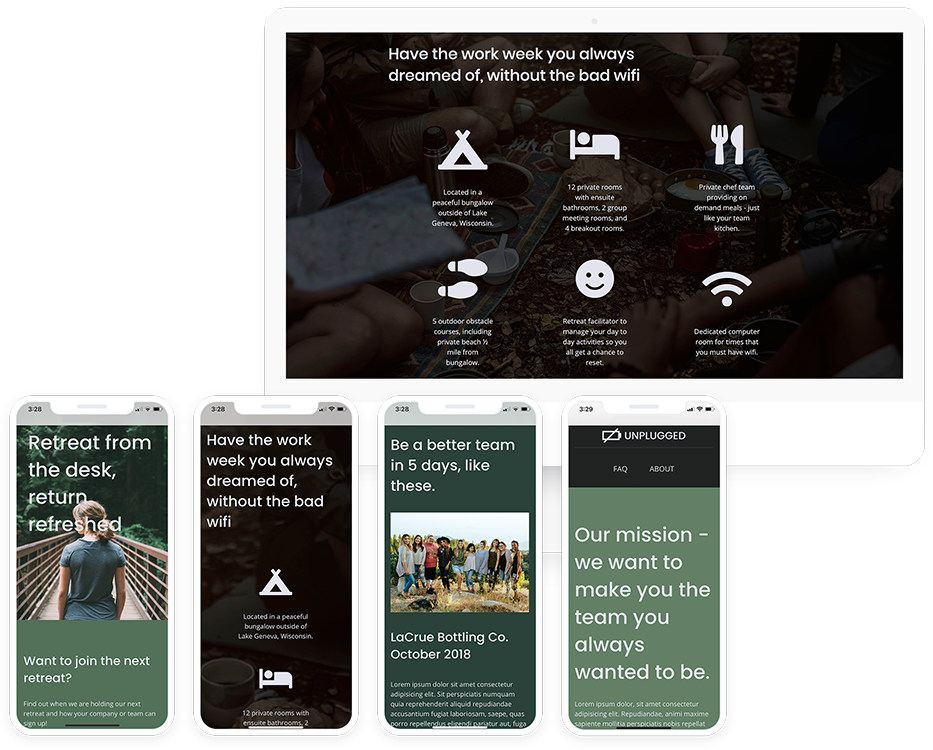 Have the work week you always
dreamed of, without the bad wifi
Located in a
peaceful bungalow
outside of Lake
Geneva, Wisconsin.
12 private rooms
with ensuite
bathrooms, 2 group
meeting rooms, and
4 breakout rooms.
Private chef team
providing on
demand meals - just
like your team
kitchen.
5 outdoor obstacle
courses, including
private beach ½
mile from
bungalow.
Retreat facilitator to
manage your day to
day activities so you
all get a chance to
reset.
Dedicated computer
room for times that
you must have wifi.
3:28
Retreat from
the desk,
return
refreshed
Want to join the next
retreat?
Find out when we are holding our next
retreat and how your company or team can
sign up!
3:28
Have the work
week you always
dreamed of,
without the bad
wifi
Located in a peaceful
bungalow outside of
Lake Geneva, Wisconsin.
12 private rooms with
ensuite bathrooms, 2
3:28
Be a better team
in 5 days, like
these.
LaCrue Bottling Co.
October 2018
Lorem ipsum dolor sit amet consectetur
adipisicing elit. Sit perspiciatis numquam
quia reprehenderit aliquid repudiandae
accusantium fugiat laboriosam, saepe, quas
porro repellendus eligendi pariatur aut, fuga
3:29
UNPLUGGED
FAQ ABOUT
Our mission -
we want to
make you the
team you
always
wanted to be.
Lorem ipsum dolor sit amet consectetur,
adipisicing elit. Repudiandae, animi maxime
sapiente minus voluptatem repellat